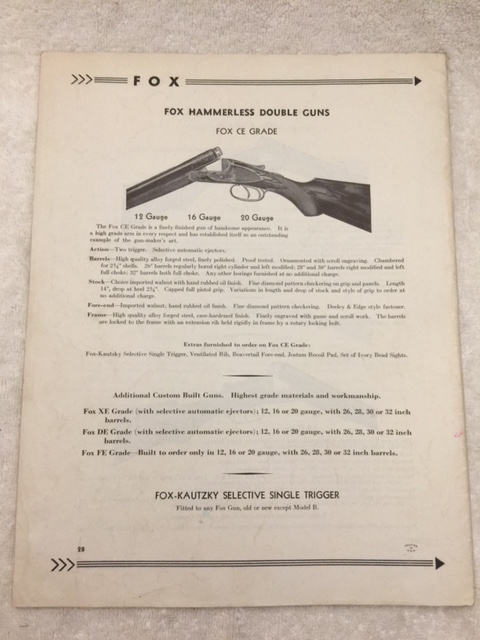 FOX
FOX HAMMERLESS DOUBLE GUNS
FOX CE GRADE
12 Gauge 16 Gauge 20 Gauge
The Fox CE Grade is a finely finished gun of handsome appearance. It is
a high grade arm in every respect and has established itself as an outstanding
example of the gun-maker's art.
Action—Two trigger. Selective automatic ejectors.
Barrels—High quality alloy forged steel, finely polished. Proof tested. Ornamented with scroll engraving. Chambered
for 2¾" shells. 26" barrels regularly bored right cylinder and left modified; 28" and 30" barrels right modified and left
full choke; 32" barrels both full choke. Any other borings furnished at no additional charge.
Stock—Choice imported walnut with hand rubbed oil finish. Fine diamond pattern checkering on grip and panels. Length
14", drop at heel 2¾". Capped full pistol grip. Variations in length and drop of stock and style of grip to order at
no additional charge.
Fore-end—Imported walnut; hand rubbed oil finish. Fine diamond pattern checkering. Deeley & Edge style fastener.
Frame—High quality alloy forged steel, case-hardened finish. Finely engraved with game and scroll work. The barrels
are locked to the frame with an extension rib held rigidly in frame by a rotary locking bolt.
Extras furnished to order on Fox CE Grade:
Fox-Kautzky Selective Single Trigger, Ventilated Rib, Beavertail Fore-end, Jostam Recoil Pad, Set of Ivory Bead Sights.
Additional Custom Built Guns. Highest grade materials and workmanship.
Fox XE Grade (with selective automatic ejectors); 12, 16 or 20 gauge, with 26, 28, 30 or 32 inch
barrels.
Fox DE Grade (with selective automatic ejectors); 12, 16 or 20 gauge, with 26, 28, 30 or 32 inch
barrels.
Fox FE Grade—Built to order only in 12, 16 or 20 gauge, with 26, 28, 30 or 32 inch barrels.
FOX-KAUTZKY SELECTIVE SINGLE TRIGGER
Fitted to any Fox Gun, old or new except Model B.
28